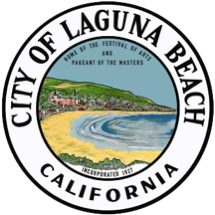 CITY OF LAGUNA BEACH
HOME OF THE FESTIVAL OF ARTS
AND
PAGEANT OF THE MASTERS
INCORPORATED 1927
CALIFORNIA